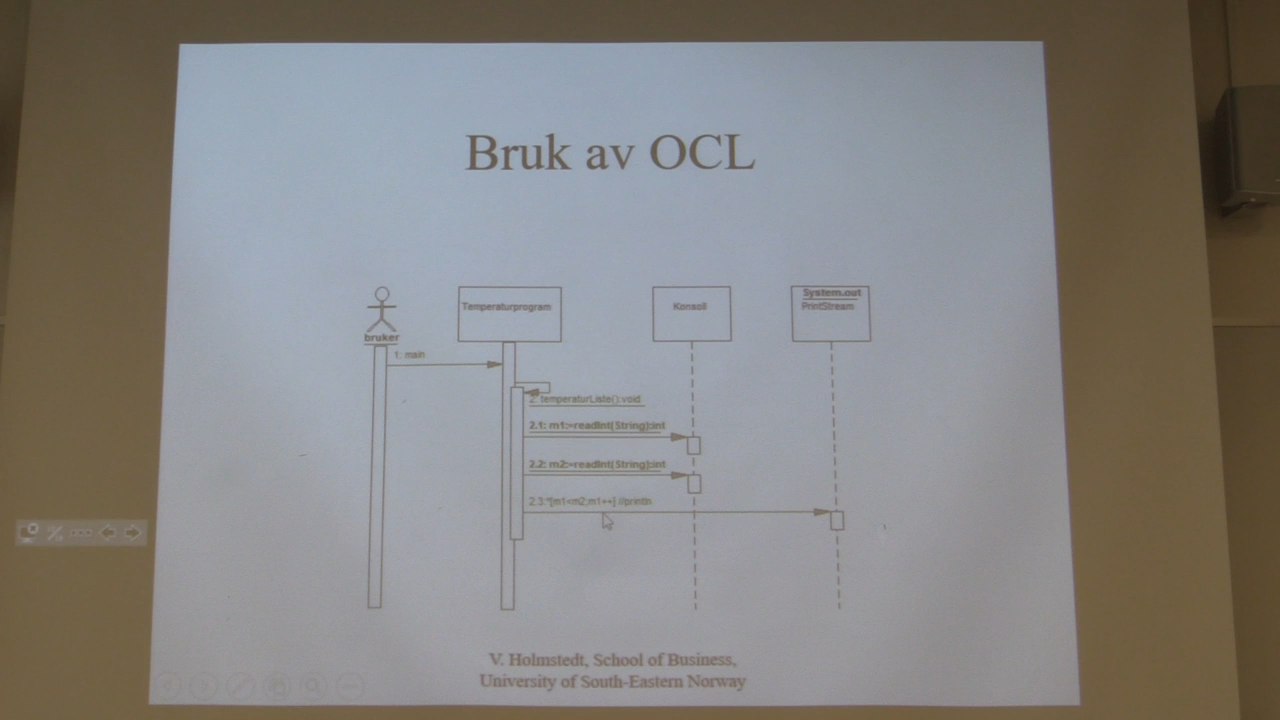 Bruk av OCL
Temperaturprogram
Konsoll
System.out
PrintStream
bruker
1: main
2: temperaturListe():void
2.1: m1:=readInt(String):int
2.2: m2:=readInt(String):int
2.3:*[m1<m2,m1++] //println
V. Holmstedt, School of Business,
University of South-Eastern Norway